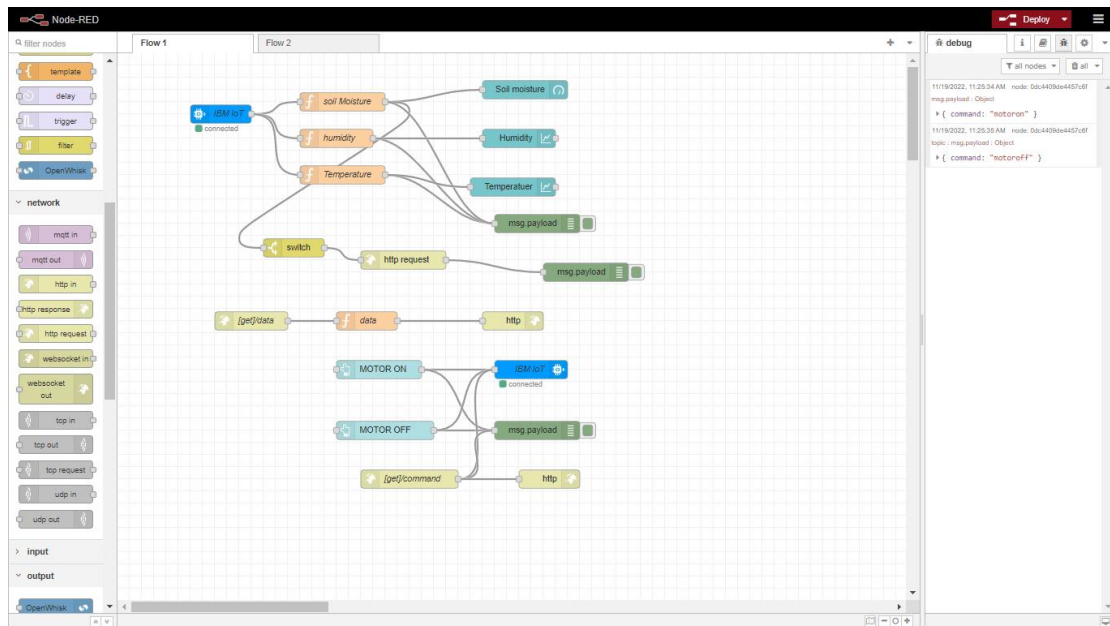 Node-RED
Deploy
filter nodes
Flow 1
Flow 2
debug
i
all nodes
all
template
delay
trigger
filter
OpenWhisk
network
mqtt in
mqtt out
http in
http response
http request
websocket in
websocket
out
tcp in
tcp out
tcp request
udp in
udp out
input
output
OpenWhisk
IBM IoT
connected
f
soil Moisture
f
humidity
f
Temperature
Soil moisture
Humidity
Temperatuer
msg.payload
switch
http request
msg.payload
[get]/data
f
data
http
MOTOR ON
IBM IoT
connected
MOTOR OFF
msg.payload
[get]/command
http
11/19/2022, 11:25:34 AM node: 0dc4409de4457c6f
msg.payload : Object
{ command: "motoron" }
11/19/2022, 11:25:35 AM node: 0dc4409de4457c6f
topic : msg.payload : Object
{ command: "motoroff" }